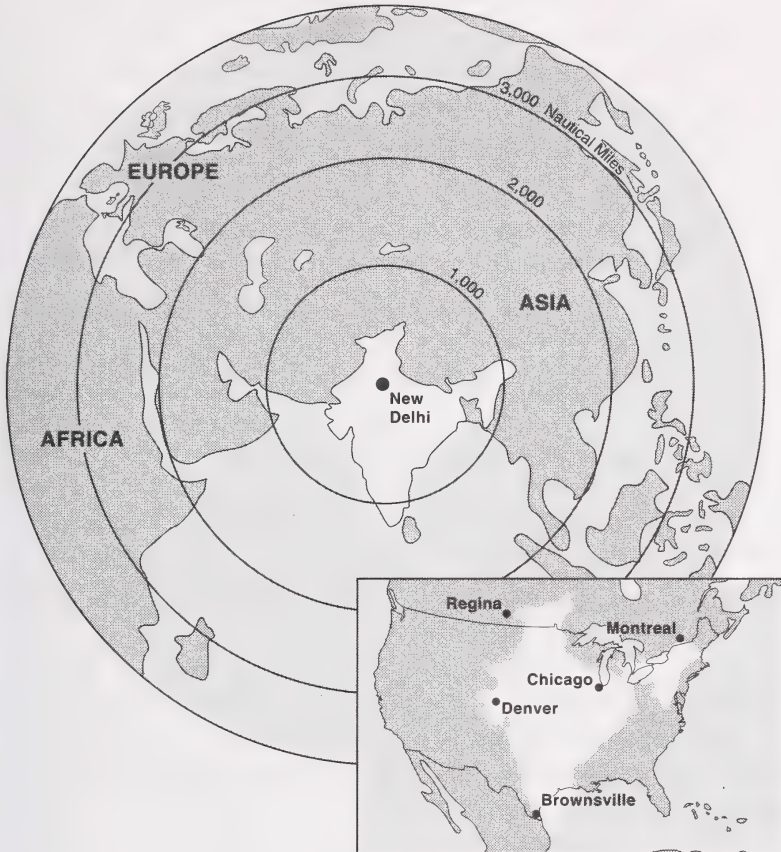 3,000 Nautical Miles
EUROPE
2,000
1,000
ASIA
New
Delhi
AFRICA
Regina
Montreal
Chicago
Denver
Brownsville